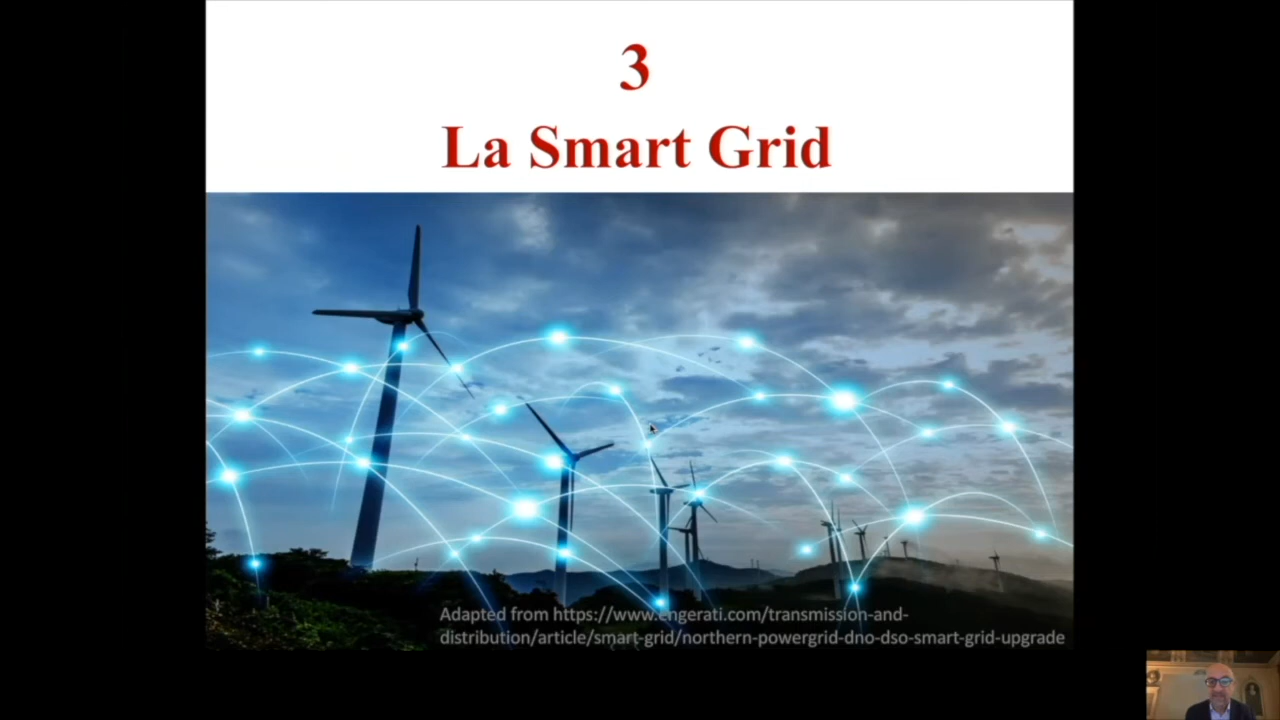 3
La Smart Grid
Adapted from https://www.engerati.com/transmission-and-
distribution/article/smart-grid/northern-powergrid-dno-dso-smart-grid-upgrade